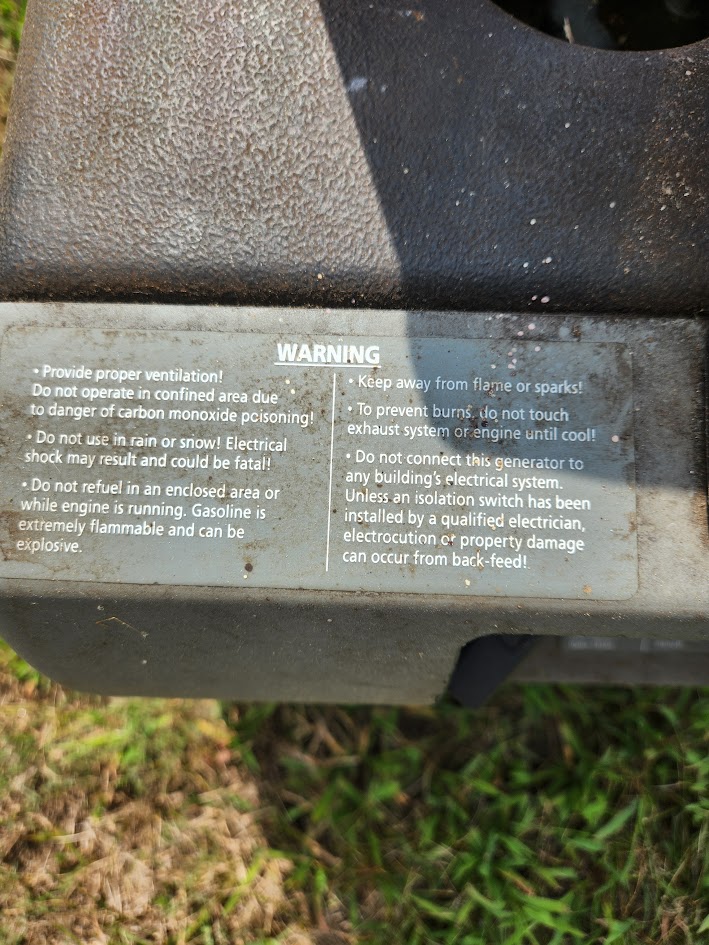 WARNING
• Provide proper ventilation!
Do not operate in confined area due
to danger of carbon monoxide poisoning!
• Do not use in rain or snow! Electrical
shock may result and could be fatal!
• Do not refuel in an enclosed area or
while engine is running. Gasoline is
extremely flammable and can be
explosive.
• Keep away from flame or sparks!
• To prevent burns, do not touch
exhaust system or engine until cool!
• Do not connect this generator to
any building's electrical system.
Unless an isolation switch has been
installed by a qualified electrician,
electrocution or property damage
can occur from back-feed!